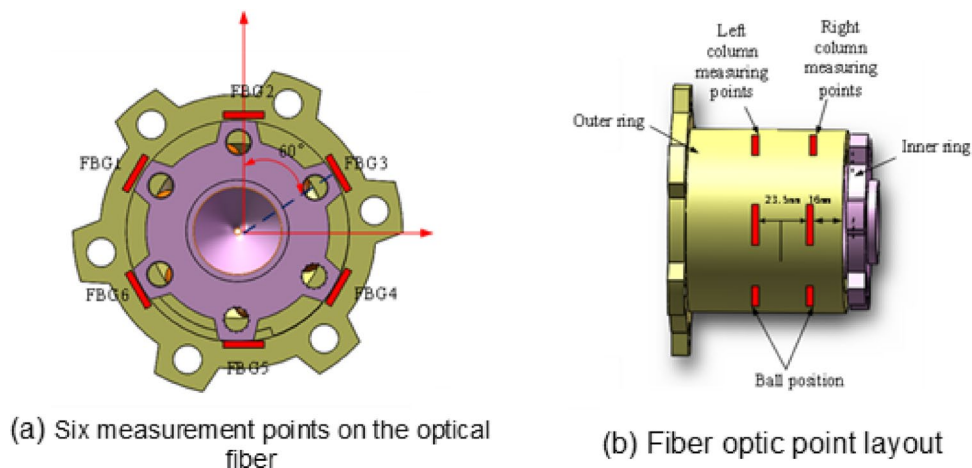 FBG2
60°
FBG1
FBG3
FBG6
FBG4
FBG5
(a) Six measurement points on the optical
fiber
Left
column
measuring
points
Right
column
measuring
points
Outer ring
Inner ring
23.5mm 16mm
Ball position
(b) Fiber optic point layout